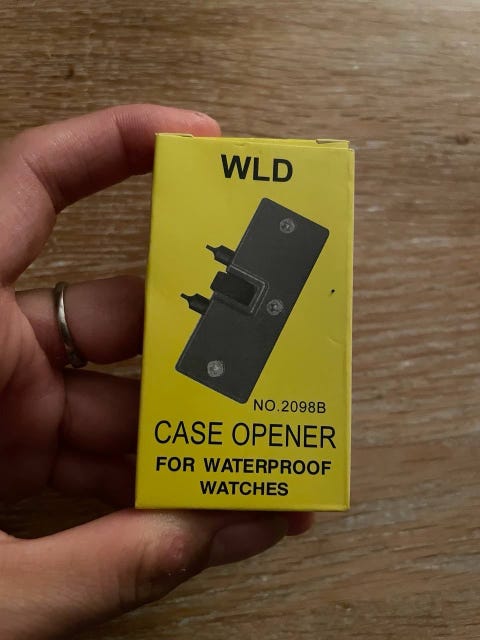 WLD
NO.2098B
CASE OPENER
FOR WATERPROOF
WATCHES